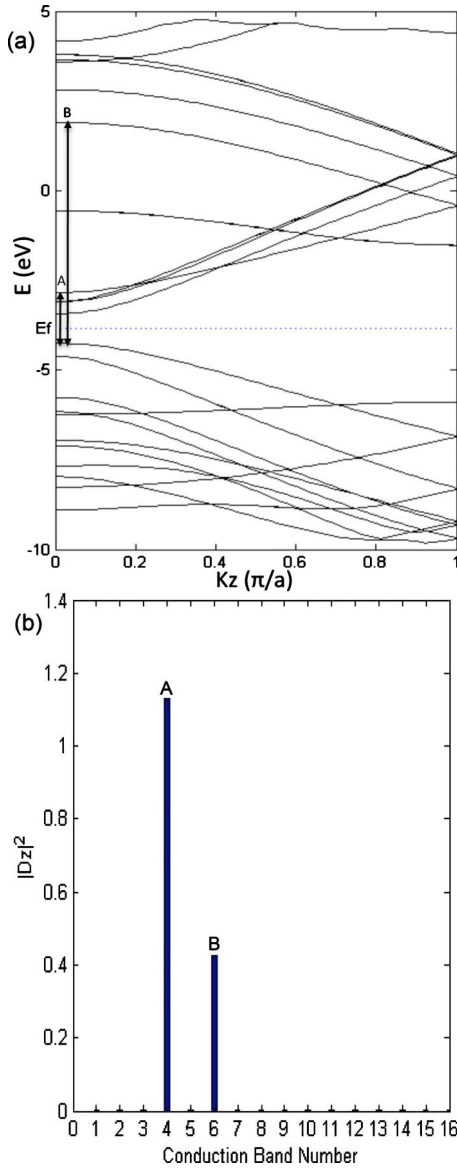 (a)
5
B
0
E (eV)
A
Ef
-5
-10
0 0.2 0.4 0.6 0.8 1
Kz (π/a)
(b)
1.4
1.2
A
1
0.8
|Dz|²
0.6
B
0.4
0.2
0
0 1 2 3 4 5 6 7 8 9 10 11 12 13 14 15 16
Conduction Band Number